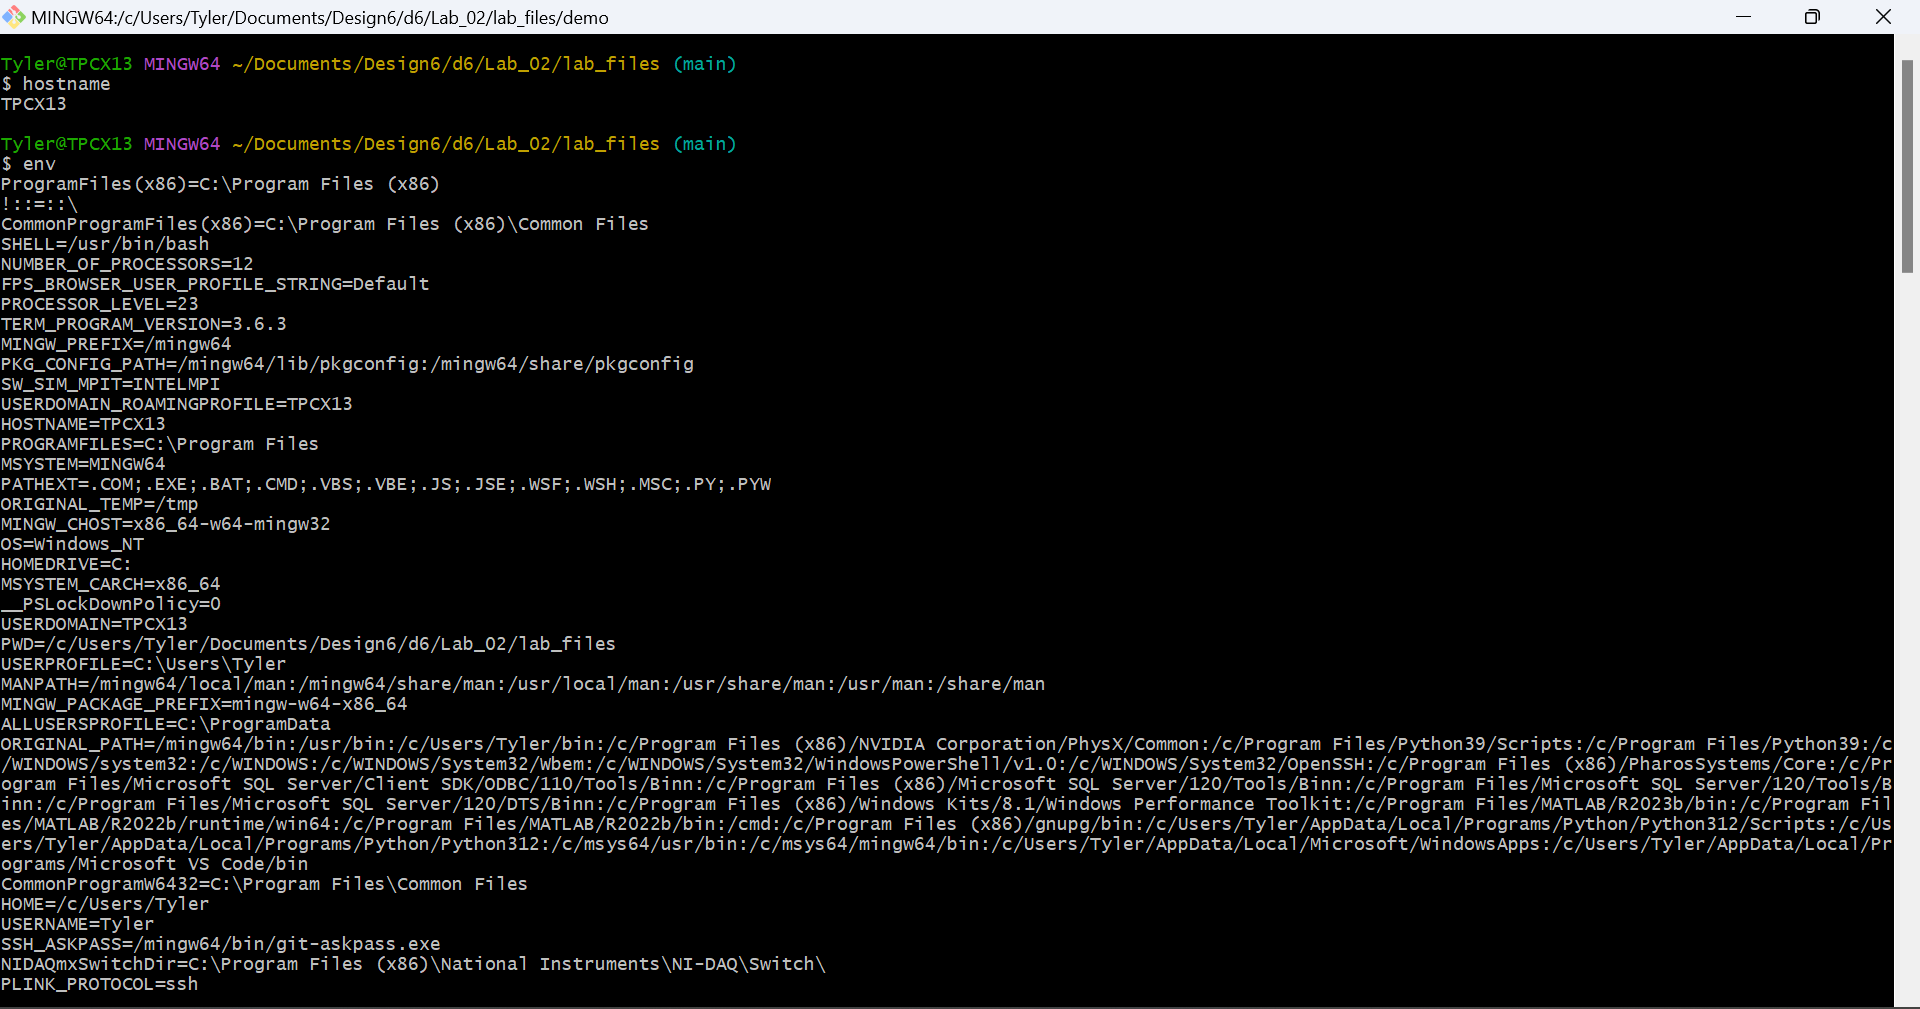 MINGW64:/c/Users/Tyler/Documents/Design6/d6/Lab_02/lab_files/demo
Tyler@TPCX13 MINGW64 ~/Documents/Design6/d6/Lab_02/lab_files (main)
$ hostname
TPCX13
Tyler@TPCX13 MINGW64 ~/Documents/Design6/d6/Lab_02/lab_files (main)
$ env
ProgramFiles(x86)=C:\Program Files (x86)
!::=::\
CommonProgramFiles(x86)=C:\Program Files (x86)\Common Files
SHELL=/usr/bin/bash
NUMBER_OF_PROCESSORS=12
FPS_BROWSER_USER_PROFILE_STRING=Default
PROCESSOR_LEVEL=23
TERM_PROGRAM_VERSION=3.6.3
MINGW_PREFIX=/mingw64
PKG_CONFIG_PATH=/mingw64/lib/pkgconfig:/mingw64/share/pkgconfig
SW_SIM_MPIT=INTELMPI
USERDOMAIN_ROAMINGPROFILE=TPCX13
HOSTNAME=TPCX13
PROGRAMFILES=C:\Program Files
MSYSTEM=MINGW64
PATHEXT=.COM;.EXE;.BAT;.CMD;.VBS;.VBE;.JS;.JSE;.WSF;.WSH;.MSC;.PY;.PYW
ORIGINAL_TEMP=/tmp
MINGW_CHOST=x86_64-w64-mingw32
OS=Windows_NT
HOMEDRIVE=C:
MSYSTEM_CARCH=x86_64
__PSLockDownPolicy=0
USERDOMAIN=TPCX13
PWD=/c/Users/Tyler/Documents/Design6/d6/Lab_02/lab_files
USERPROFILE=C:\Users\Tyler
MANPATH=/mingw64/local/man:/mingw64/share/man:/usr/local/man:/usr/share/man:/usr/man:/share/man
MINGW_PACKAGE_PREFIX=mingw-w64-x86_64
ALLUSERSPROFILE=C:\ProgramData
ORIGINAL_PATH=/mingw64/bin:/usr/bin:/c/Users/Tyler/bin:/c/Program Files (x86)/NVIDIA Corporation/PhysX/Common:/c/Program Files/Python39/Scripts:/c/Program Files/Python39:/c
/WINDOWS/system32:/c/WINDOWS:/c/WINDOWS/System32/Wbem:/c/WINDOWS/System32/WindowsPowerShell/v1.0:/c/WINDOWS/System32/OpenSSH:/c/Program Files (x86)/PharosSystems/Core:/c/Pr
ogram Files/Microsoft SQL Server/Client SDK/ODBC/110/Tools/Binn:/c/Program Files (x86)/Microsoft SQL Server/120/Tools/Binn:/c/Program Files/Microsoft SQL Server/120/Tools/B
inn:/c/Program Files/Microsoft SQL Server/120/DTS/Binn:/c/Program Files (x86)/Windows Kits/8.1/Windows Performance Toolkit:/c/Program Files/MATLAB/R2023b/bin:/c/Program Fil
es/MATLAB/R2022b/runtime/win64:/c/Program Files/MATLAB/R2022b/bin:/cmd:/c/Program Files (x86)/gnupg/bin:/c/Users/Tyler/AppData/Local/Programs/Python/Python312/Scripts:/c/Us
ers/Tyler/AppData/Local/Programs/Python/Python312:/c/msys64/usr/bin:/c/msys64/mingw64/bin:/c/Users/Tyler/AppData/Local/Microsoft/WindowsApps:/c/Users/Tyler/AppData/Local/Pr
ograms/Microsoft VS Code/bin
CommonProgramW6432=C:\Program Files\Common Files
HOME=/c/Users/Tyler
USERNAME=Tyler
SSH_ASKPASS=/mingw64/bin/git-askpass.exe
NIDAQmxSwitchDir=C:\Program Files (x86)\National Instruments\NI-DAQ\Switch\
PLINK_PROTOCOL=ssh